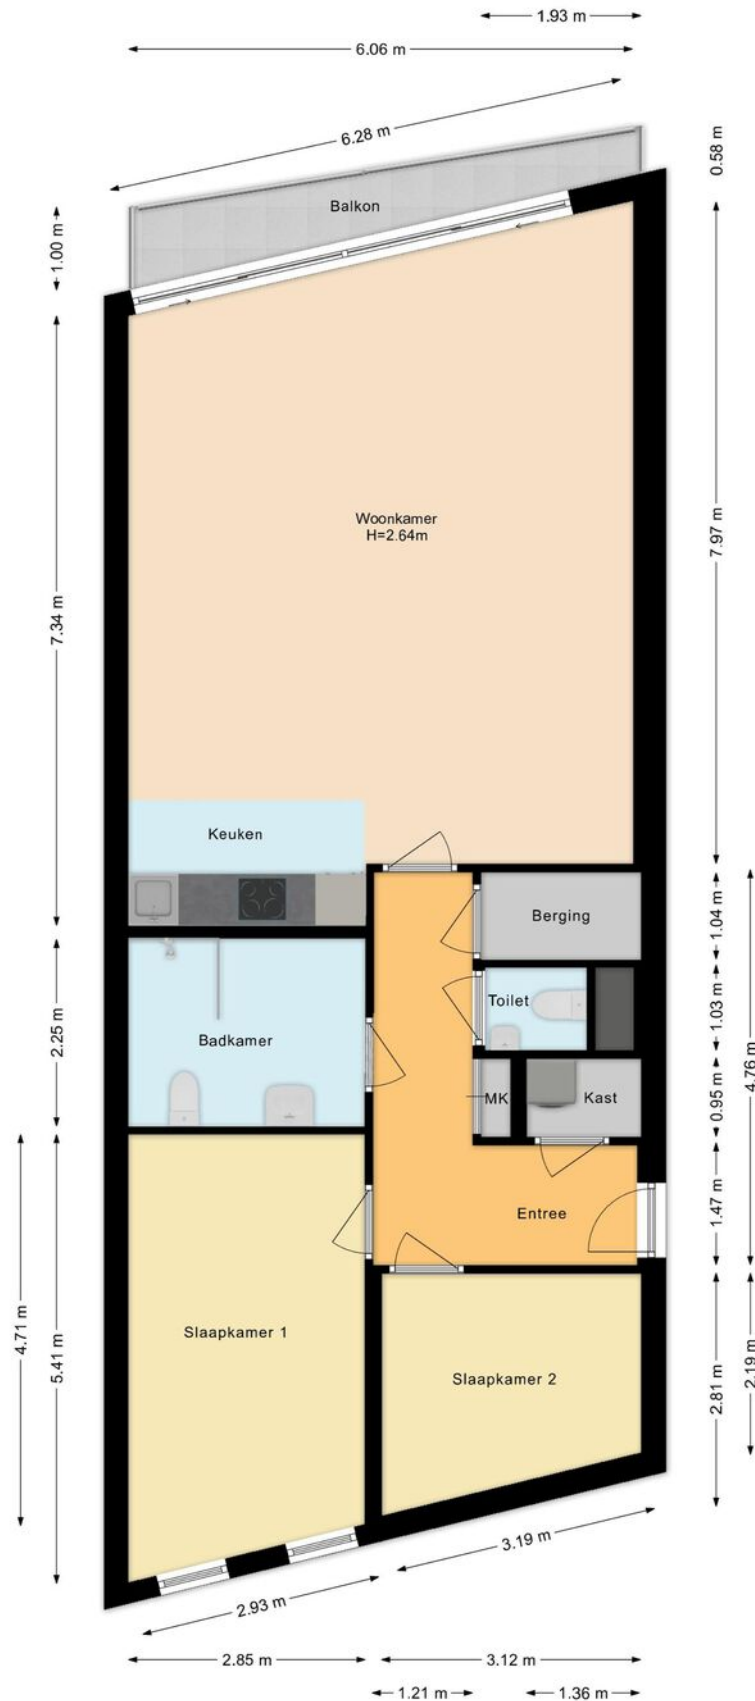 1.93 m
6.06 m
6.28 m
0.58 m
Balkon
1.00 m
Woonkamer
H=2.64m
7.97 m
7.34 m
Keuken
Berging
1.04 m
Toilet
1.03 m
Badkamer
2.25 m
4.76 m
MK
Kast
0.95 m
Entree
1.47 m
Slaapkamer 1
4.71 m
5.41 m
Slaapkamer 2
2.81 m
2.19 m
3.19 m
2.93 m
2.85 m
3.12 m
1.21 m
1.36 m